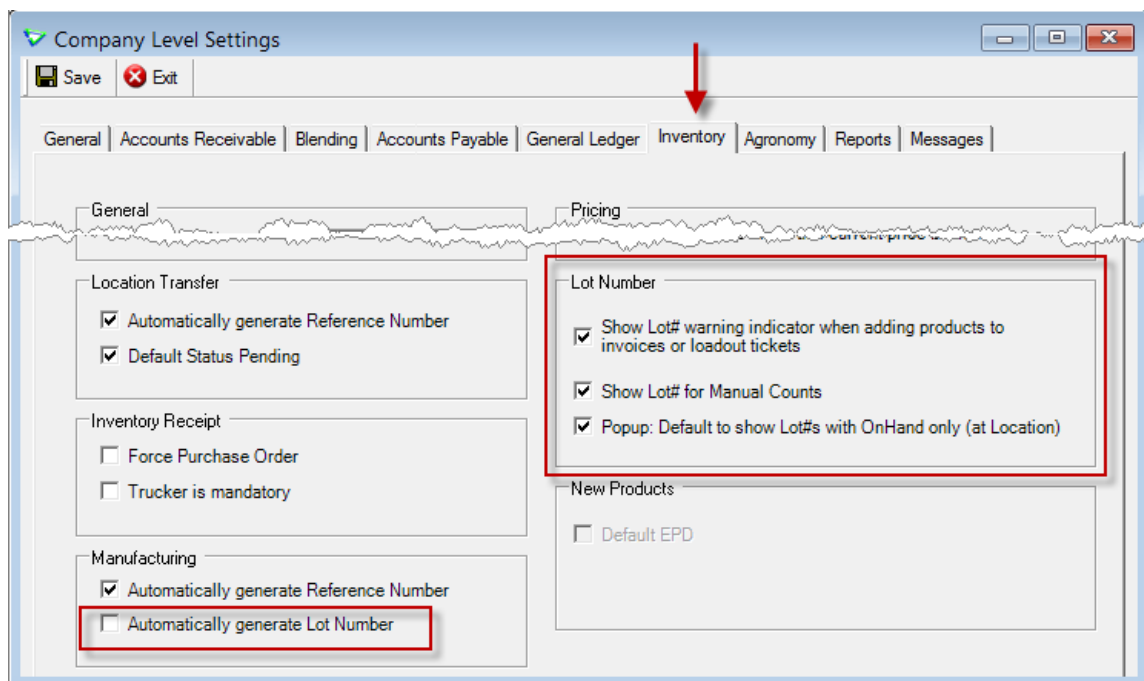 Company Level Settings
Save Exit
General Accounts Receivable Blending Accounts Payable General Ledger Inventory Agronomy Reports Messages
General
Location Transfer
Automatically generate Reference Number
Default Status Pending
Inventory Receipt
Force Purchase Order
Trucker is mandatory
Manufacturing
Automatically generate Reference Number
Automatically generate Lot Number
Pricing
Lot Number
Show Lot# warning indicator when adding products to
invoices or loadout tickets
Show Lot# for Manual Counts
Popup: Default to show Lot#s with OnHand only (at Location)
New Products
Default EPD